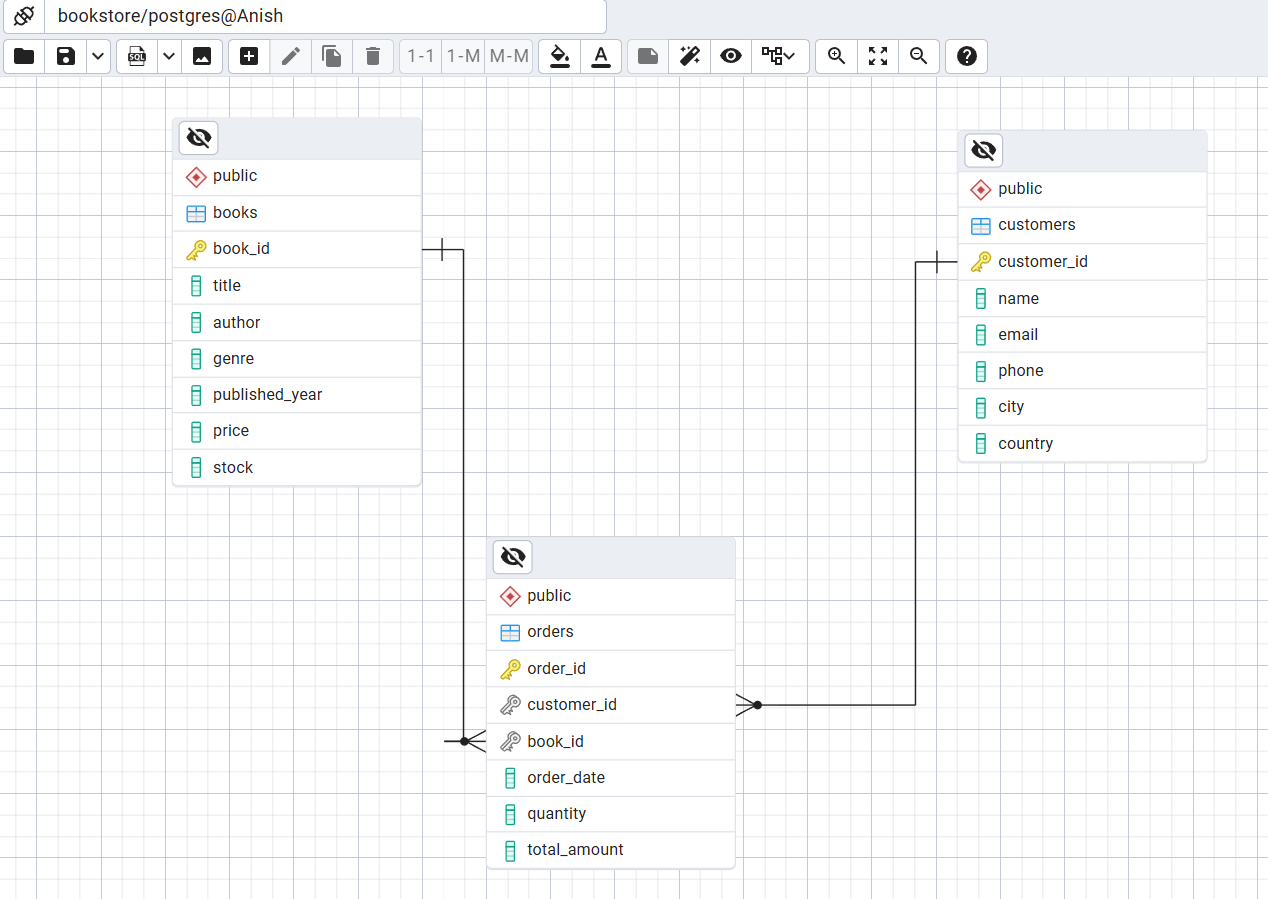 bookstore/postgres@Anish
SQL 1-1 1-M M-M A ?
public
books
book_id
title
author
genre
published_year
price
stock
public
customers
customer_id
name
email
phone
city
country
public
orders
order_id
customer_id
book_id
order_date
quantity
total_amount